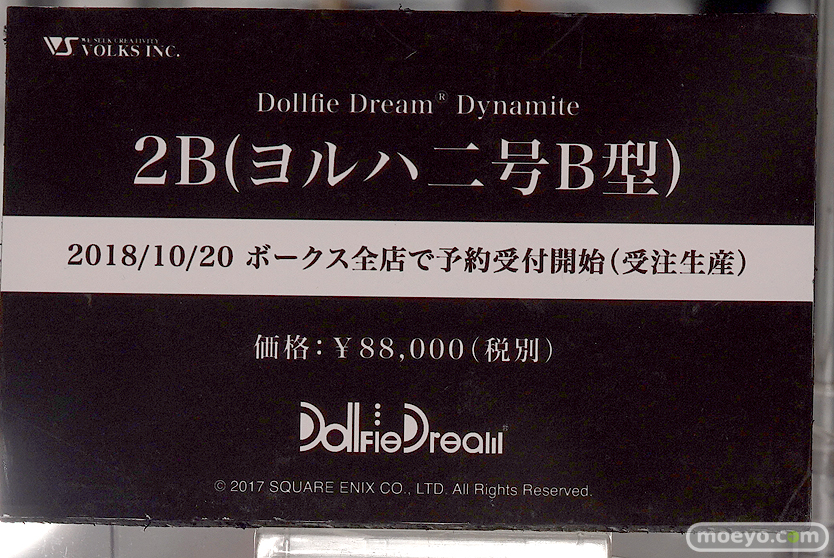 WE SEEK CREATIVITY
VS VOLKS INC.
Dollfie Dream® Dynamite
2B(ヨルハ二号B型)
2018/10/20 ボークス全店で予約受付開始(受注生産)
価格:¥88,000(税別)
DollfieDream®
© 2017 SQUARE ENIX CO., LTD. All Rights Reserved.
moeyo.com